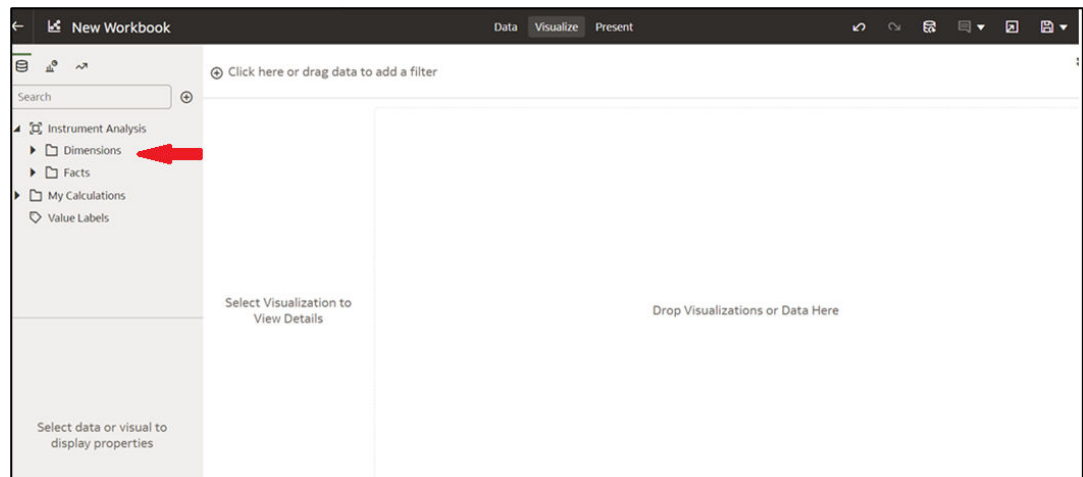 New Workbook
Data Visualize Present
Click here or drag data to add a filter
Search
Instrument Analysis
Dimensions
Facts
My Calculations
Value Labels
Select Visualization to
View Details
Drop Visualizations or Data Here
Select data or visual to
display properties